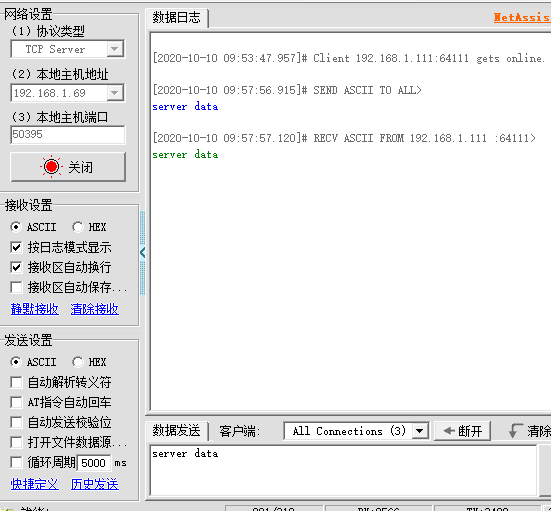 网络设置
（1）协议类型
TCP Server
（2）本地主机地址
192.168.1.69
（3）本地主机端口
50395
关闭
接收设置
ASCII HEX
按日志模式显示
接收区自动换行
接收区自动保存...
静默接收 清除接收
发送设置
ASCII HEX
自动解析转义符
AT指令自动回车
自动发送校验位
打开文件数据源...
循环周期 5000 ms
快捷定义 历史发送
数据日志
NetAssis
[2020-10-10 09:53:47.957]# Client 192.168.1.111:64111 gets online.
[2020-10-10 09:57:56.915]# SEND ASCII TO ALL>
server data
[2020-10-10 09:57:57.120]# RECV ASCII FROM 192.168.1.111 :64111>
server data
数据发送 客户端: All Connections (3) 断开 清除
server data